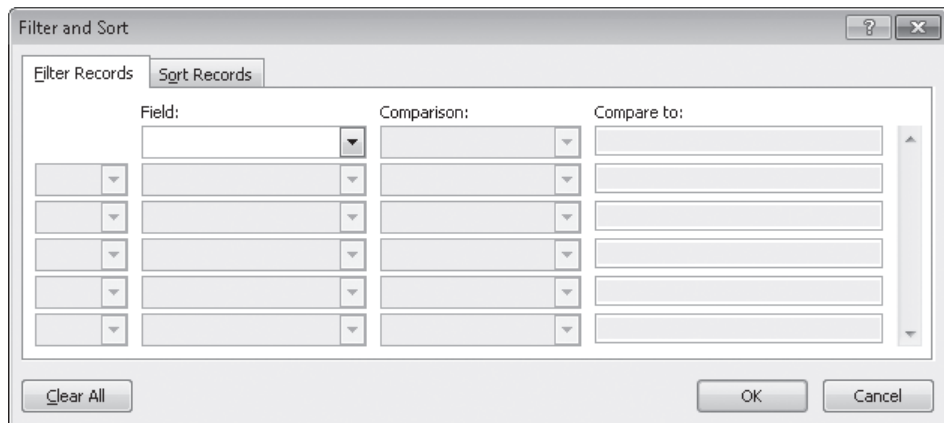 Filter and Sort
Filter Records Sort Records
Field: Comparison: Compare to:
Clear All OK Cancel